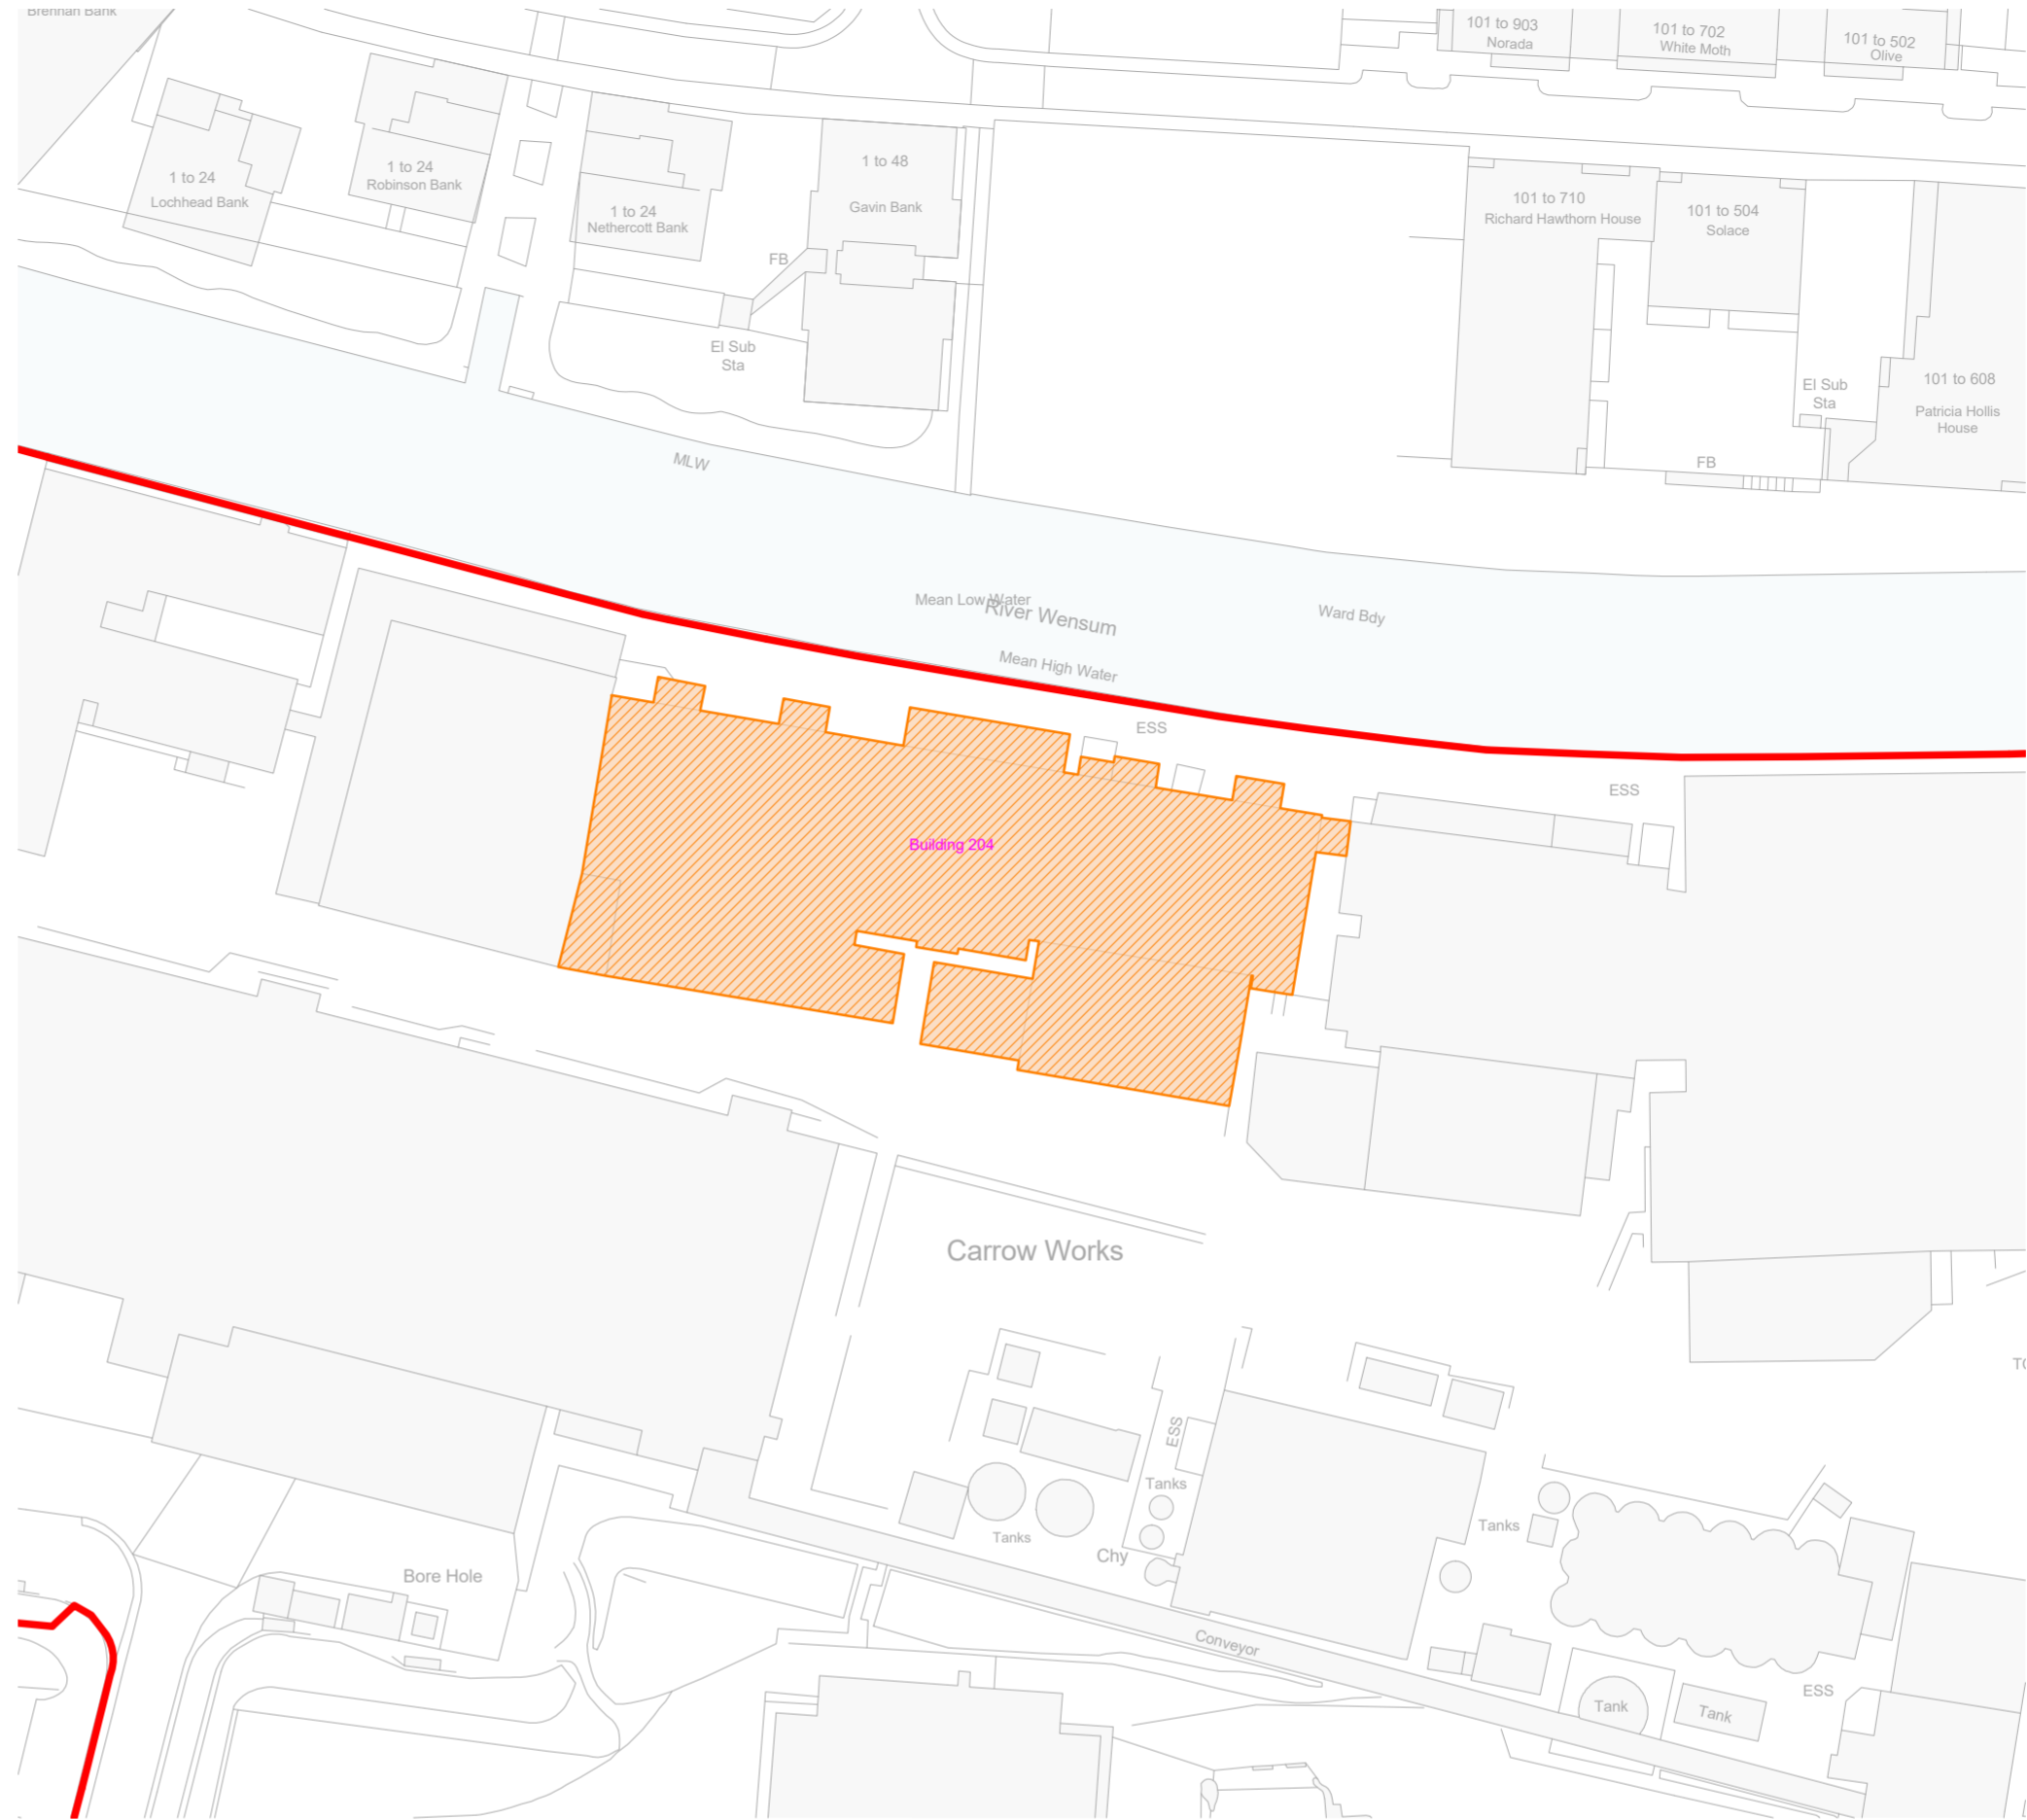 Brennan Bank
101 to 903
Norada
101 to 702
White Moth
101 to 502
Olive
1 to 24
Lochhead Bank
1 to 24
Robinson Bank
1 to 24
Nethercott Bank
1 to 48
Gavin Bank
101 to 710
Richard Hawthorn House
101 to 504
Solace
FB
El Sub
Sta
El Sub
Sta
101 to 608
Patricia Hollis
House
FB
MLW
Mean Low Water
River Wensum
Ward Bdy
Mean High Water
ESS
ESS
Building 204
Carrow Works
ESS
Tanks
Tanks
Tanks
Chy
Bore Hole
Conveyor
ESS
Tank
Tank